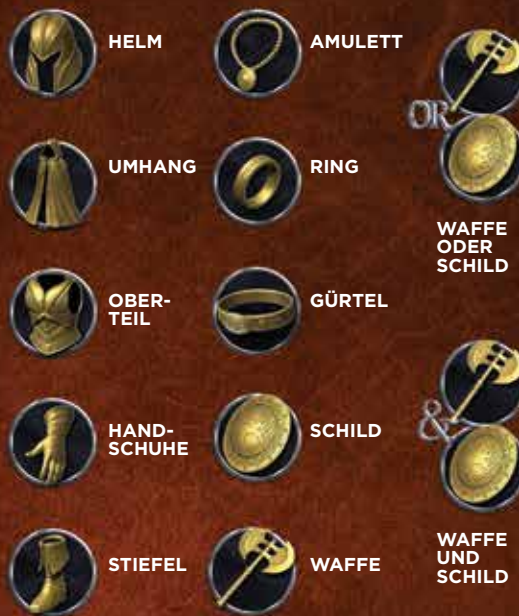 HELM
AMULETT
OR
UMHANG
RING
WAFFE
ODER
SCHILD
OBER-
TEIL
GÜRTEL
&
HAND-
SCHUHE
SCHILD
STIEFEL
WAFFE
WAFFE
UND
SCHILD